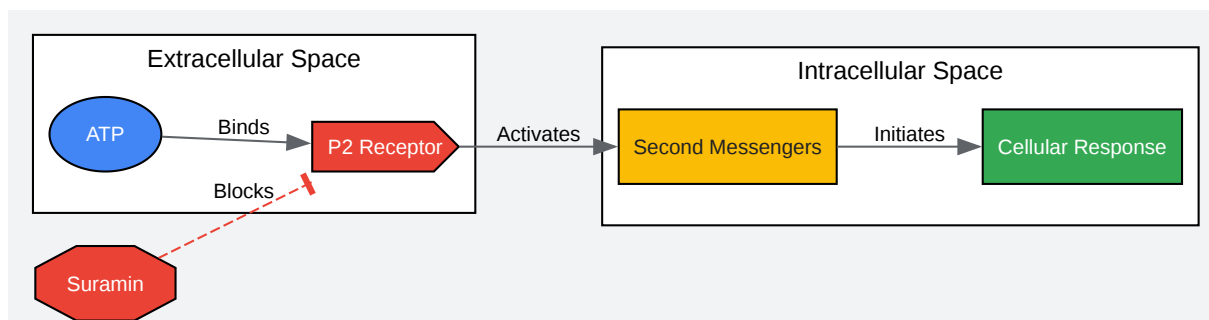 Extracellular Space
ATP
Binds
P2 Receptor
Blocks
Suramin
Activates
Intracellular Space
Second Messengers
Initiates
Cellular Response